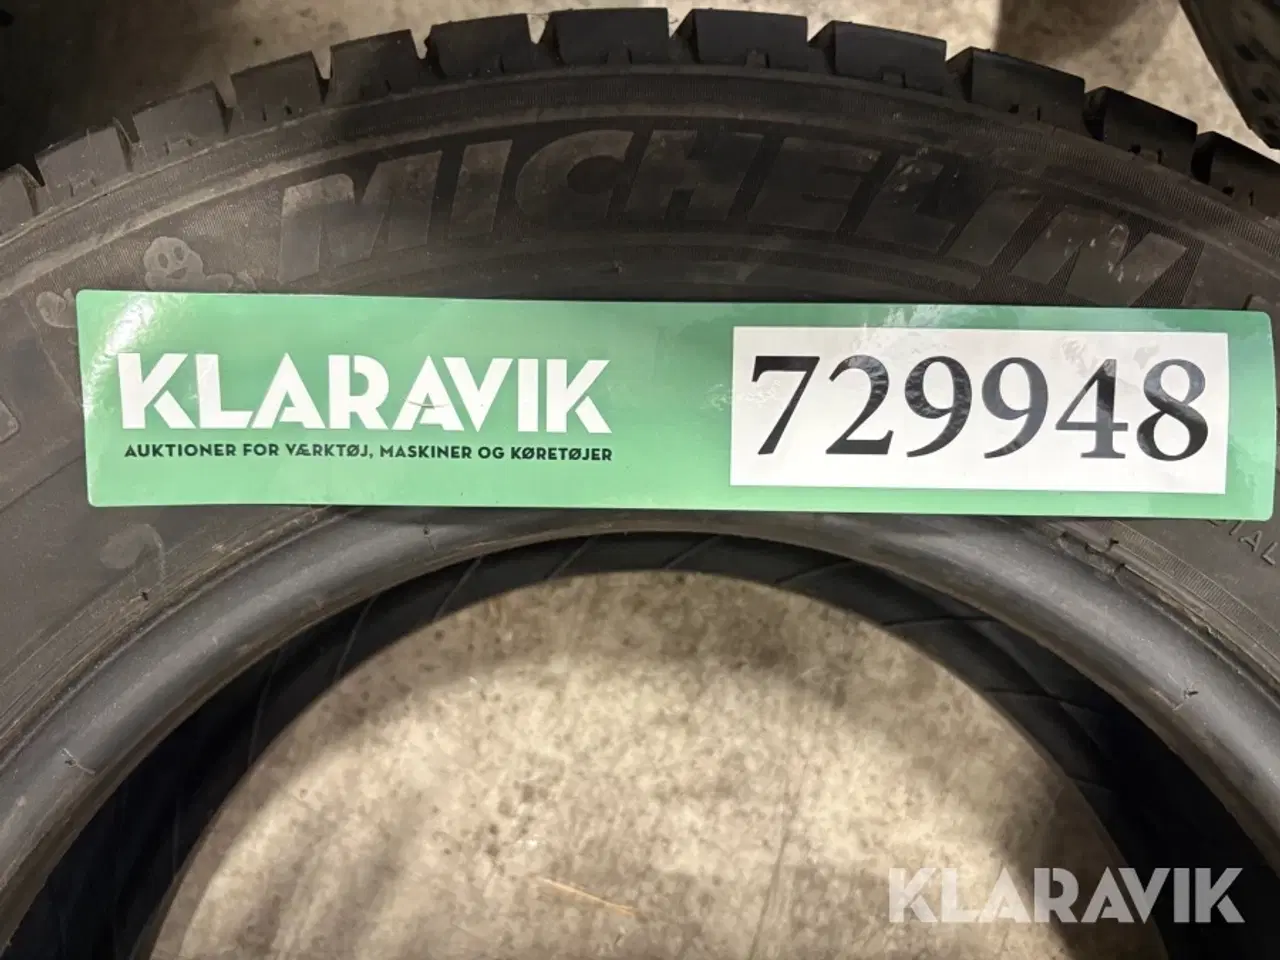 MICHELIN
KLARAVIK
AUKTIONER FOR VÆRKTØJ, MASKINER OG KØRETØJER
729948
KLARAVIK